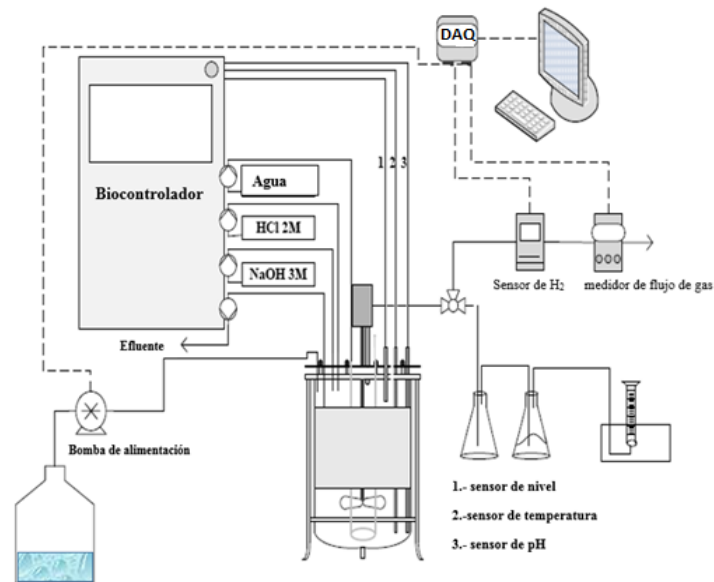 DAQ
1 2 3
Biocontrolador
Agua
HCl 2M
NaOH 3M
Sensor de H₂
medidor de flujo de gas
Efluente
Bomba de alimentación
1.- sensor de nivel
2.-sensor de temperatura
3.- sensor de pH